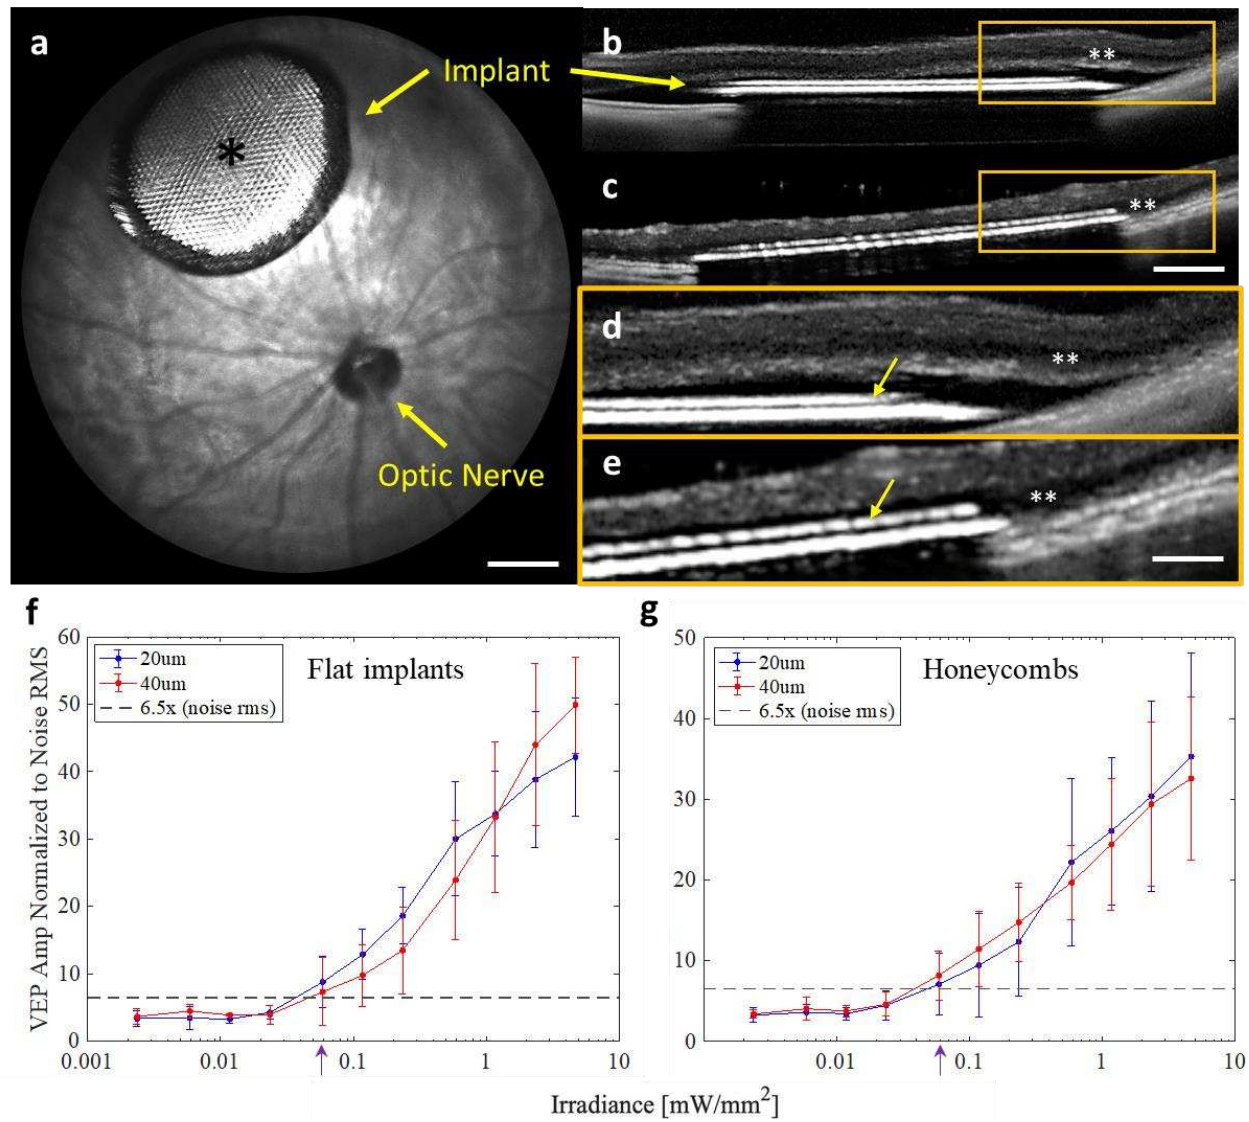 a
*
Implant
Optic Nerve
b
**
c
**
d
**
e
**
f
60
50
40
30
20
10
0
VEP Amp Normalized to Noise RMS
20um
40um
6.5x (noise rms)
Flat implants
0.001 0.01 0.1 1 10
g
50
40
30
20
10
0
20um
40um
6.5x (noise rms)
Honeycombs
0.01 0.1 1 10
Irradiance [mW/mm²]